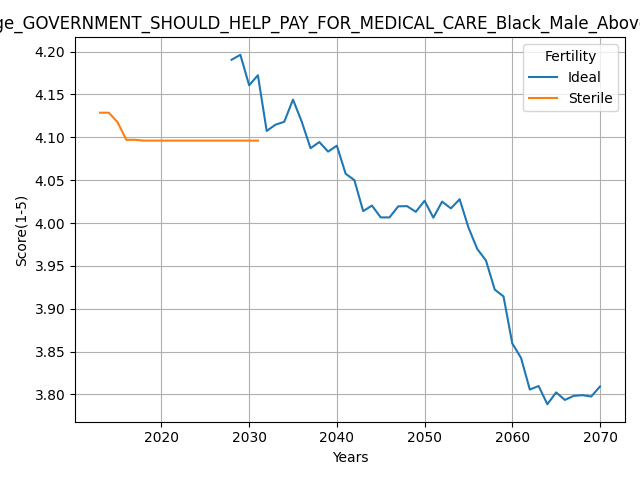 ge_GOVERNMENT_SHOULD_HELP_PAY_FOR_MEDICAL_CARE_Black_Male_Above
Fertility
Ideal
Sterile
4.20
4.15
4.10
4.05
4.00
3.95
3.90
3.85
3.80
Score(1-5)
2020 2030 2040 2050 2060 2070
Years